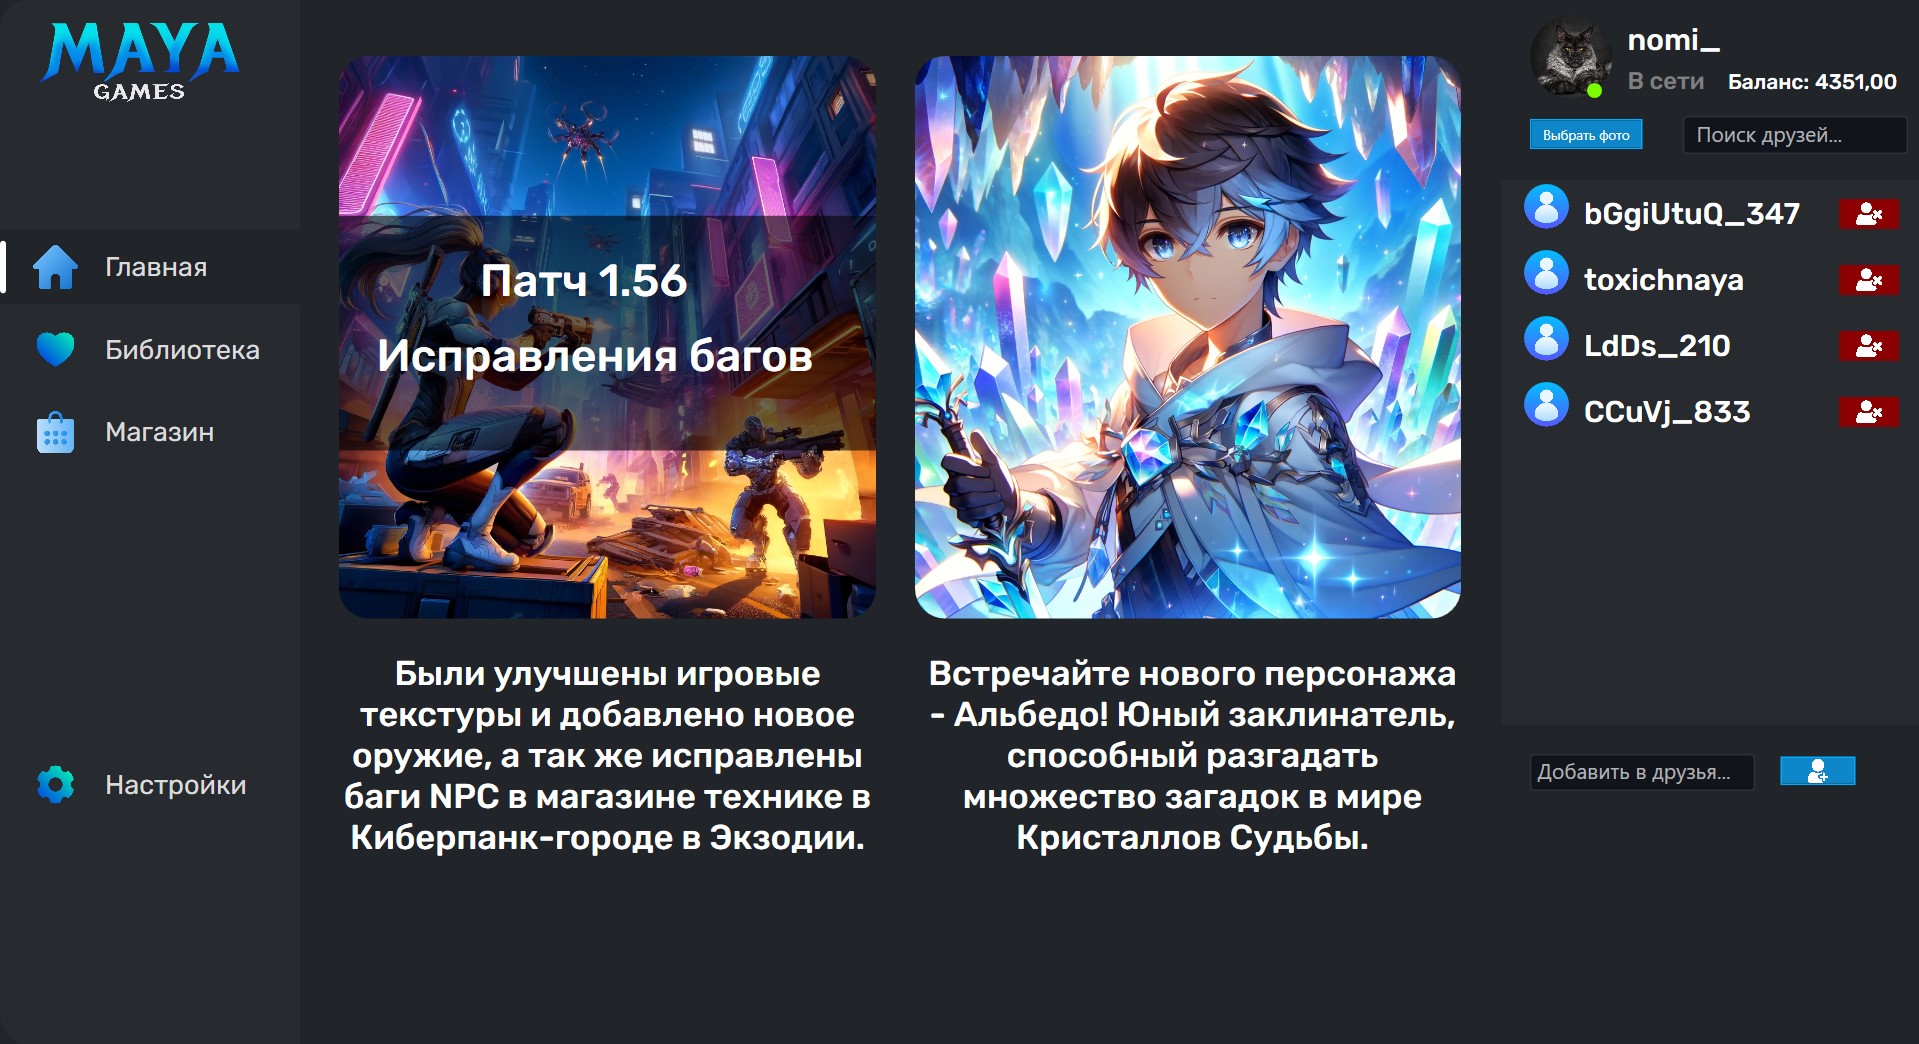 MAYA
GAMES
Главная
Библиотека
Магазин
Настройки
Патч 1.56
Исправления багов
Были улучшены игровые
текстуры и добавлено новое
оружие, а так же исправлены
баги NPC в магазине технике в
Киберпанк-городе в Экзодии.
Встречайте нового персонажа
- Альбедо! Юный заклинатель,
способный разгадать
множество загадок в мире
Кристаллов Судьбы.
nomi_
В сети Баланс: 4351,00
Выбрать фото
Поиск друзей...
bGgiUtuQ_347
toxichnaya
LdDs_210
CCuVj_833
Добавить в друзья...